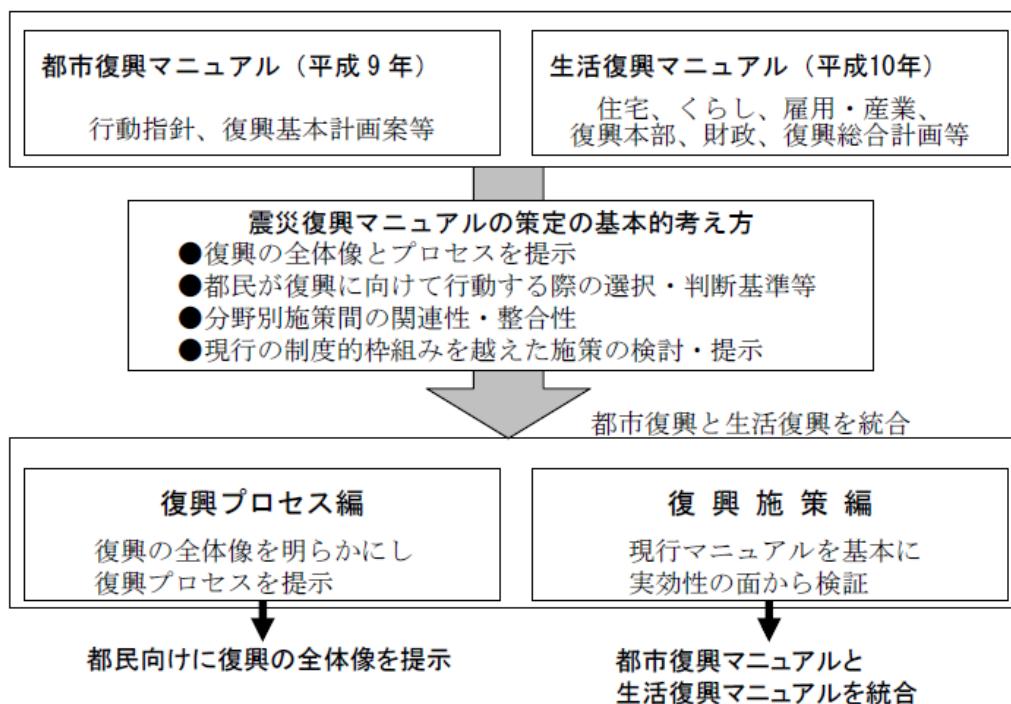 都市復興マニュアル（平成９年）
行動指針、復興基本計画案等
生活復興マニュアル（平成10年）
住宅、くらし、雇用・産業、
復興本部、財政、復興総合計画等
震災復興マニュアルの策定の基本的考え方
●復興の全体像とプロセスを提示
●都民が復興に向けて行動する際の選択・判断基準等
●分野別施策間の関連性・整合性
●現行の制度的枠組みを越えた施策の検討・提示
都市復興と生活復興を統合
復興プロセス編
復興の全体像を明らかにし
復興プロセスを提示
復 興 施 策 編
現行マニュアルを基本に
実効性の面から検証
都民向けに復興の全体像を提示
都市復興マニュアルと
生活復興マニュアルを統合